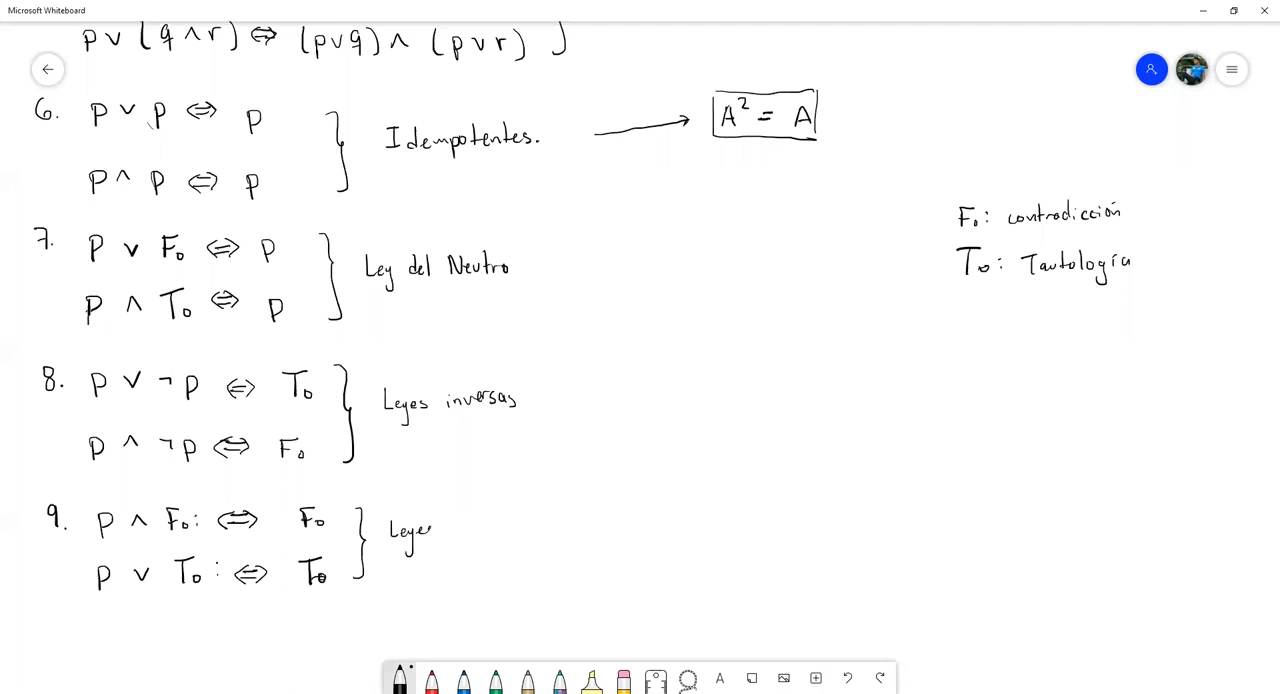 Microsoft Whiteboard
p ∨ (q ∧ r) ⇔ (p ∨ q) ∧ (p ∨ r)
6. p ∨ p ⇔ p
Idempotentes. → A² = A
p ∧ p ⇔ p
F₀: contradicción
7. p ∨ F₀ ⇔ p
Ley del Neutro
T₀: Tautología
p ∧ T₀ ⇔ p
8. p ∨ ¬p ⇔ T₀
Leyes inversas
p ∧ ¬p ⇔ F₀
9. p ∧ F₀: ⇔ F₀
Leyes
p ∨ T₀: ⇔ T₀